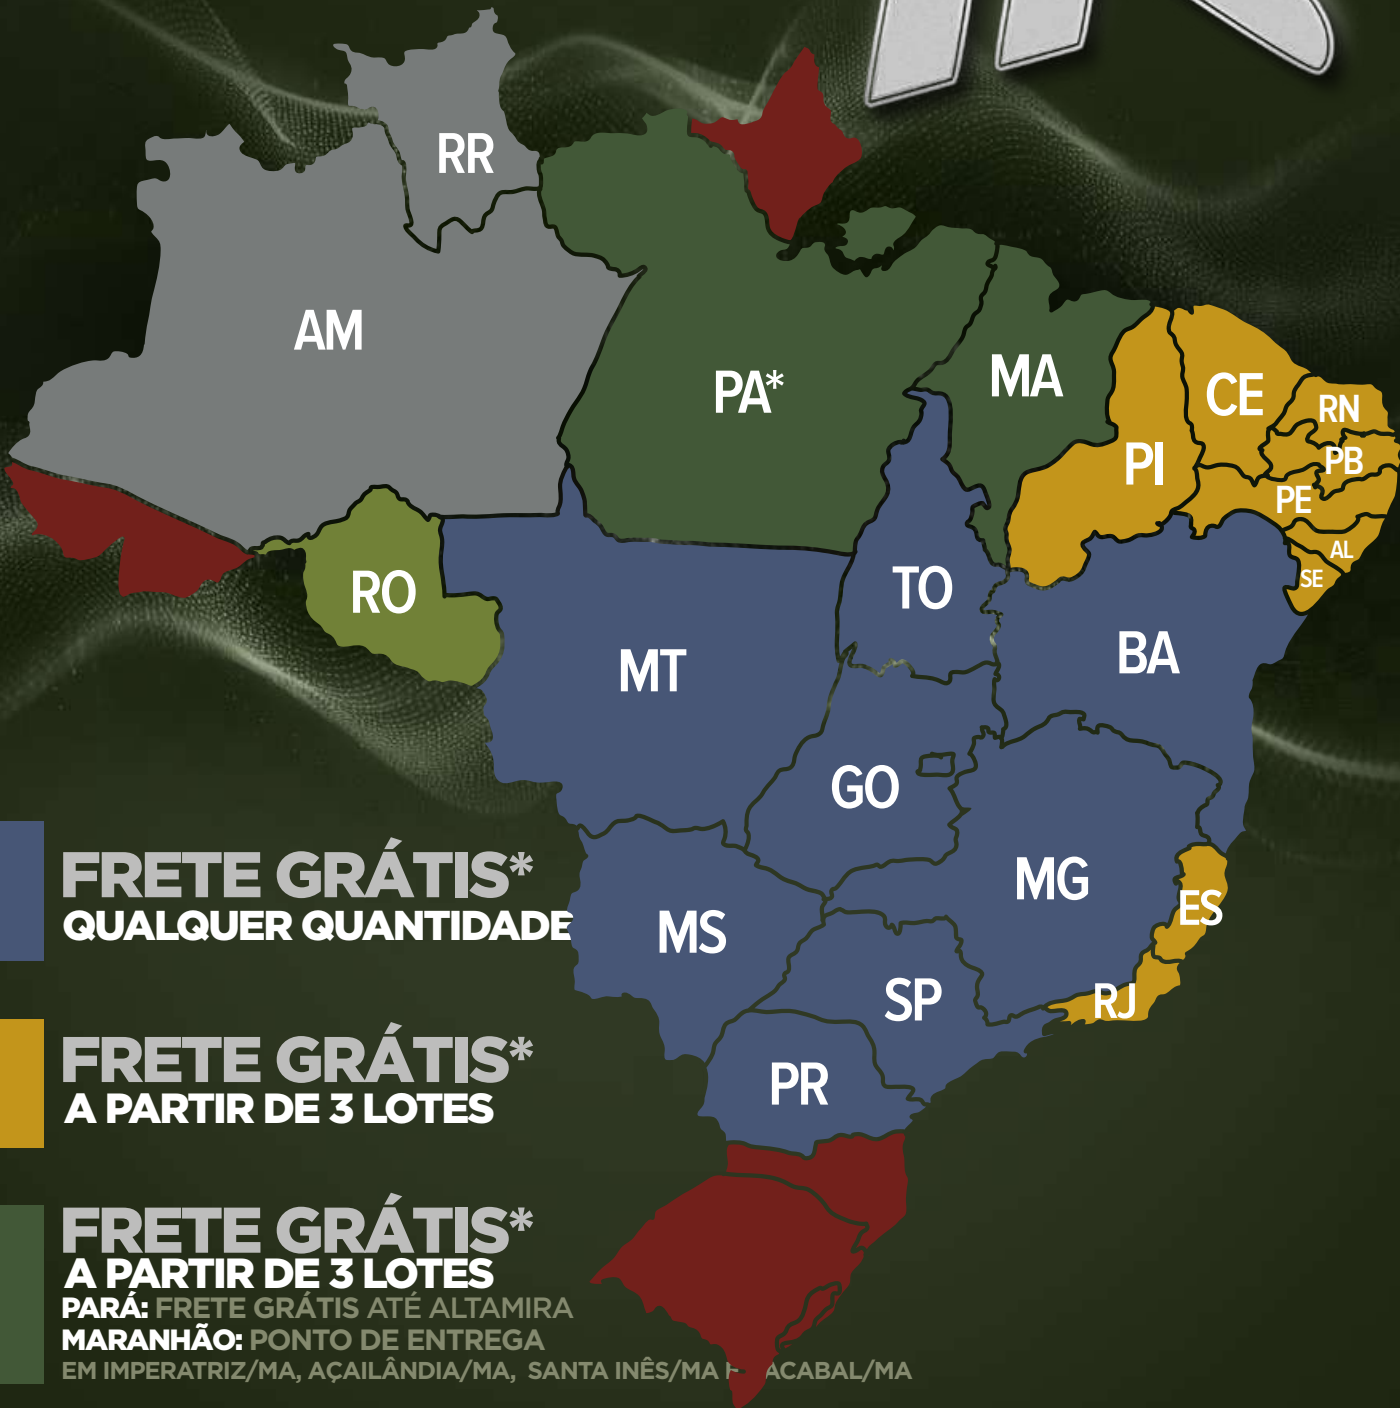 RR
AM
PA*
MA
CE
RN
PI
PB
PE
AL
SE
RO
TO
MT
BA
GO
MG
ES
MS
SP
RJ
PR
FRETE GRÁTIS*
QUALQUER QUANTIDADE
FRETE GRÁTIS*
A PARTIR DE 3 LOTES
FRETE GRÁTIS*
A PARTIR DE 3 LOTES
PARÁ: FRETE GRÁTIS ATÉ ALTAMIRA
MARANHÃO: PONTO DE ENTREGA
EM IMPERATRIZ/MA, AÇAILÂNDIA/MA, SANTA INÊS/MA